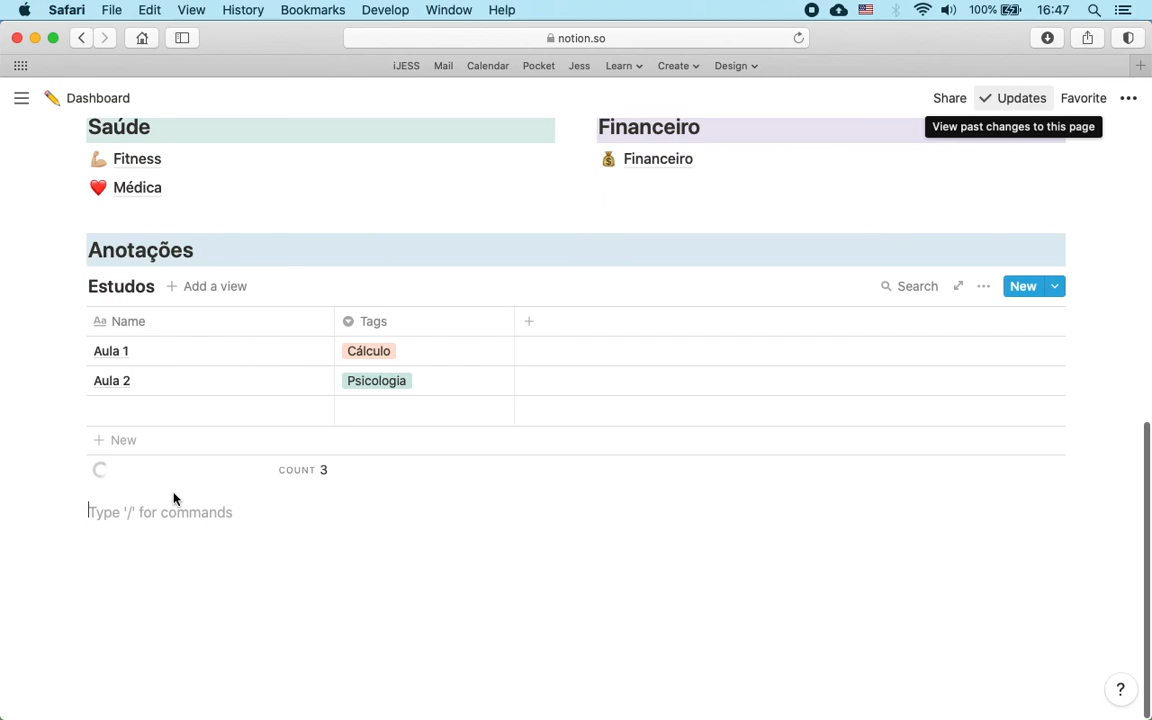 Safari File Edit View History Bookmarks Develop Window Help 100% 16:47
notion.so
iJESS Mail Calendar Pocket Jess Learn Create Design
Dashboard Share Updates Favorite
View past changes to this page
Saúde Financeiro
Fitness Financeiro
Médica
Anotações
Estudos + Add a view Search New
Aa Name Tags +
Aula 1 Cálculo
Aula 2 Psicologia
+ New
COUNT 3
Type '/' for commands
?